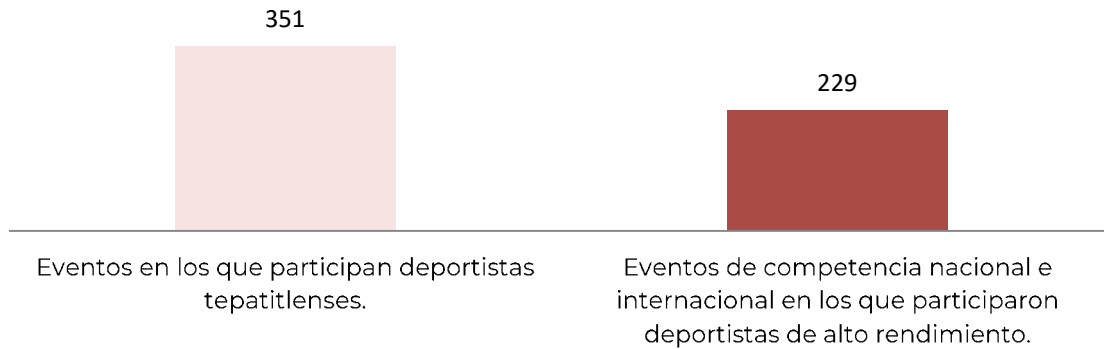 351
229
Eventos en los que participan deportistas
tepatitlenses.
Eventos de competencia nacional e
internacional en los que participaron
deportistas de alto rendimiento.